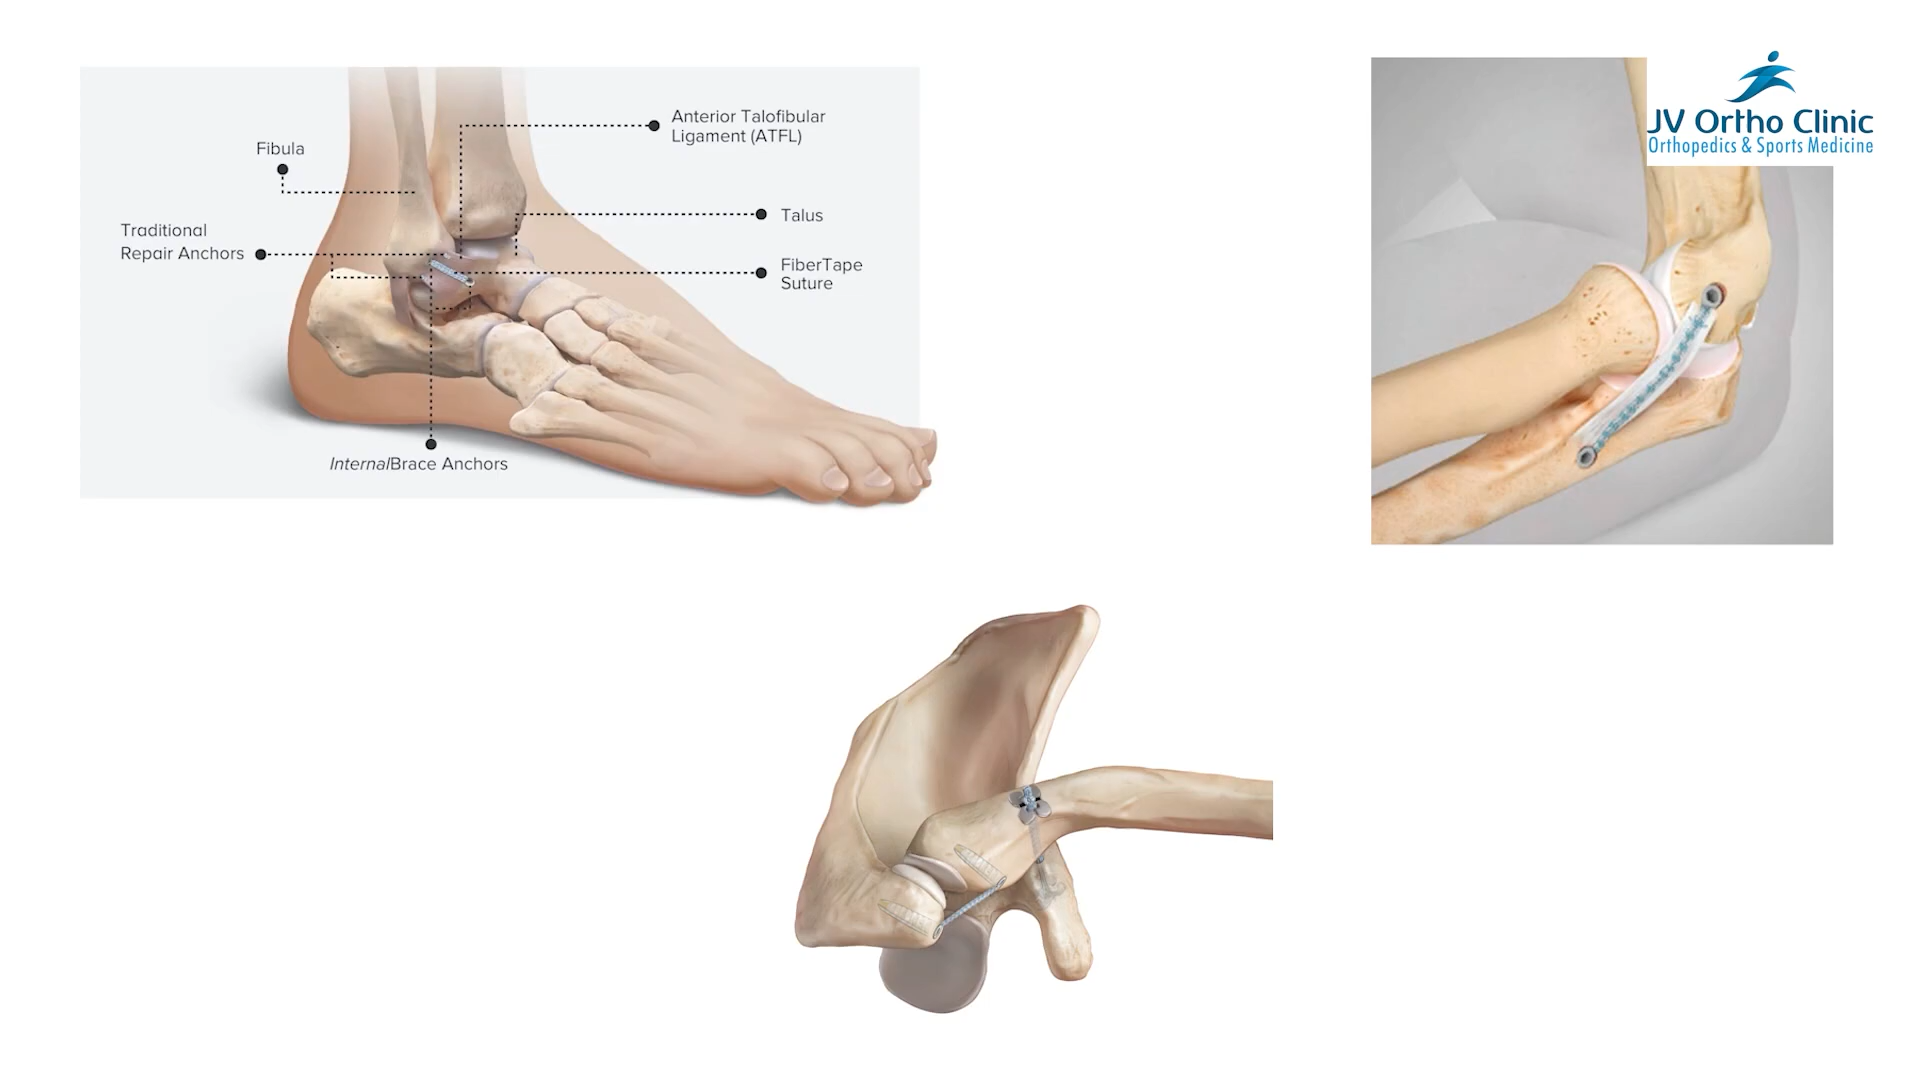 Anterior Talofibular
Ligament (ATFL)
Fibula
Talus
Traditional
Repair Anchors
FiberTape
Suture
InternalBrace Anchors
JV Ortho Clinic
Orthopedics & Sports Medicine